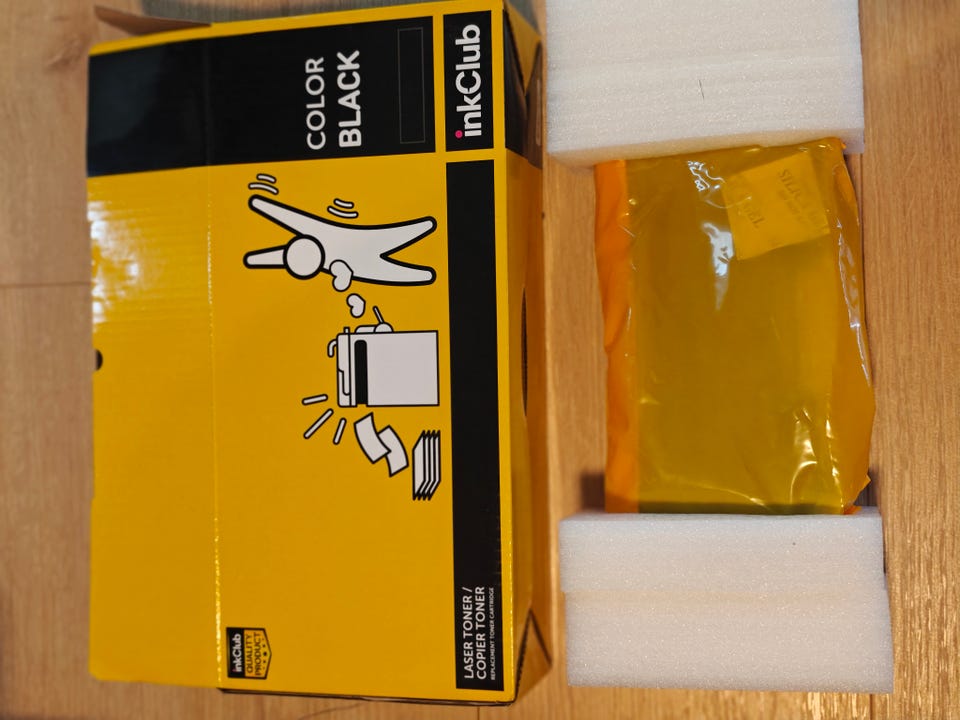 COLOR
BLACK
inkClub
LASER TONER /
COPIER TONER
REPLACEMENT TONER CARTRIDGE
inkClub
QUALITY
PRODUCT